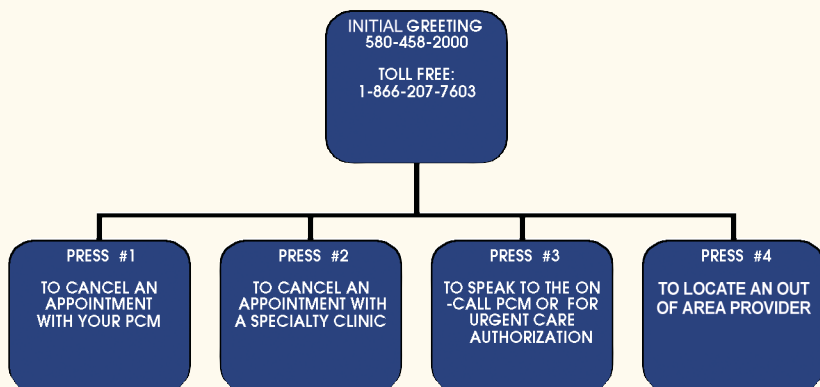 INITIAL GREETING
580-458-2000
TOLL FREE:
1-866-207-7603
PRESS #1
TO CANCEL AN
APPOINTMENT
WITH YOUR PCM
PRESS #2
TO CANCEL AN
APPOINTMENT WITH
A SPECIALTY CLINIC
PRESS #3
TO SPEAK TO THE ON
-CALL PCM OR FOR
URGENT CARE
AUTHORIZATION
PRESS #4
TO LOCATE AN OUT
OF AREA PROVIDER